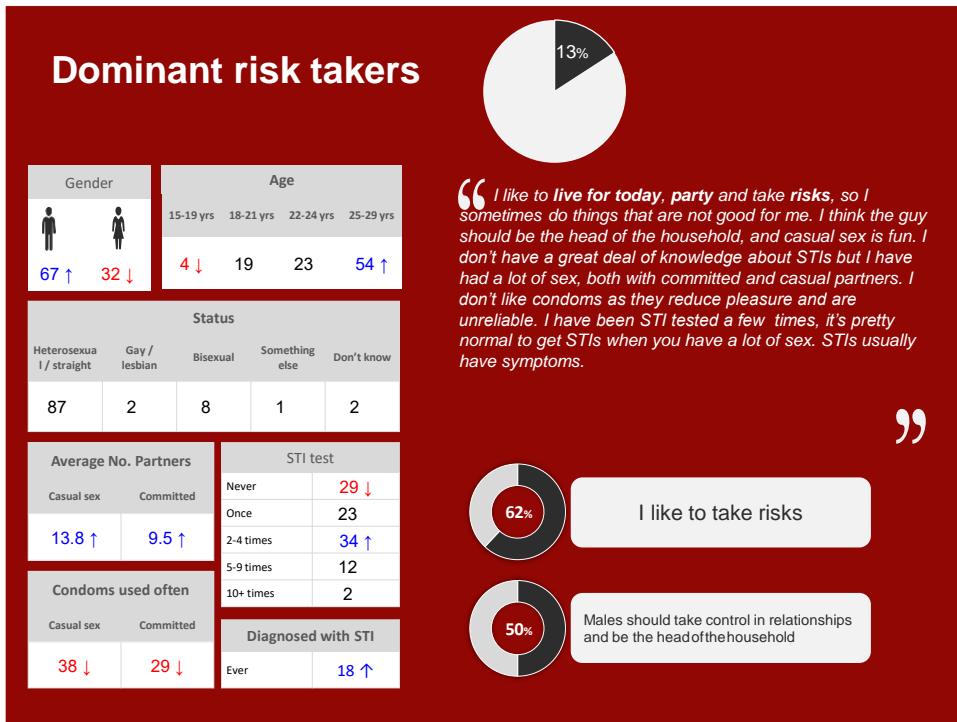 Dominant risk takers
13%
Gender
67 ↑ 32 ↓
Age
15-19 yrs 18-21 yrs 22-24 yrs 25-29 yrs
4 ↓ 19 23 54 ↑
Status
Heterosexua
l / straight
Gay /
lesbian
Bisexual
Something
else
Don't know
87 2 8 1 2
Average No. Partners
Casual sex Committed
13.8 ↑ 9.5 ↑
Condoms used often
Casual sex Committed
38 ↓ 29 ↓
STI test
Never 29 ↓
Once 23
2-4 times 34 ↑
5-9 times 12
10+ times 2
Diagnosed with STI
Ever 18 ↑
“ I like to live for today, party and take risks, so I
sometimes do things that are not good for me. I think the guy
should be the head of the household, and casual sex is fun. I
don't have a great deal of knowledge about STIs but I have
had a lot of sex, both with committed and casual partners. I
don't like condoms as they reduce pleasure and are
unreliable. I have been STI tested a few times, it's pretty
normal to get STIs when you have a lot of sex. STIs usually
have symptoms.
”
62%
I like to take risks
50%
Males should take control in relationships
and be the headofthehousehold